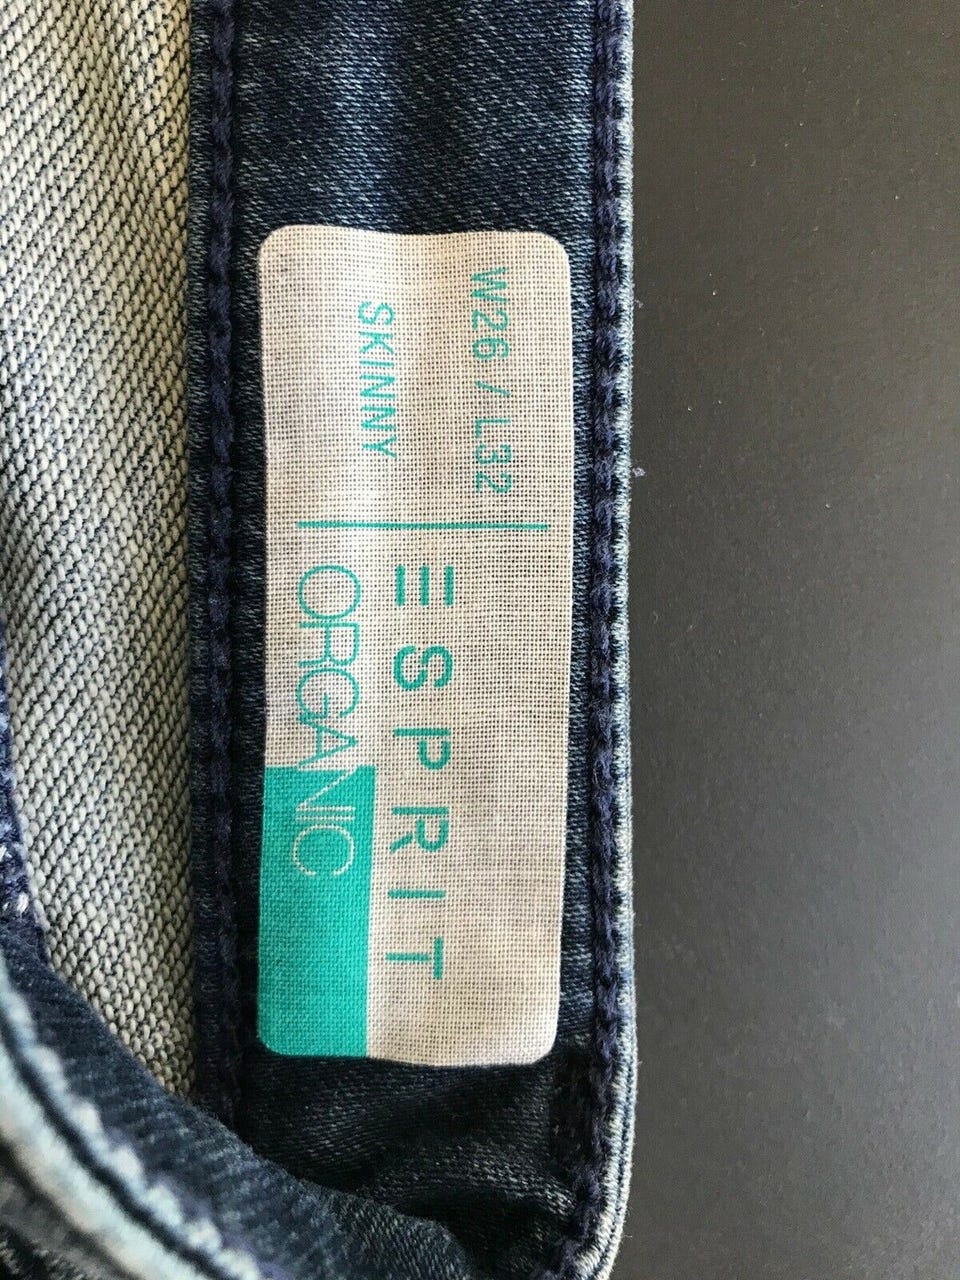 W26 / L32
SKINNY
ESPRIT
ORGANIC